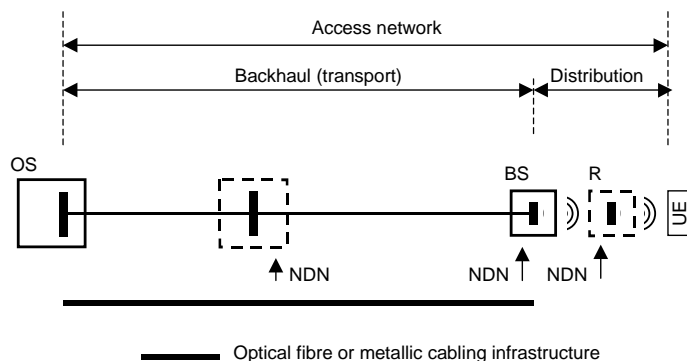 Access network
Backhaul (transport)
Distribution
OS
BS
R
UE
NDN
NDN
NDN
Optical fibre or metallic cabling infrastructure